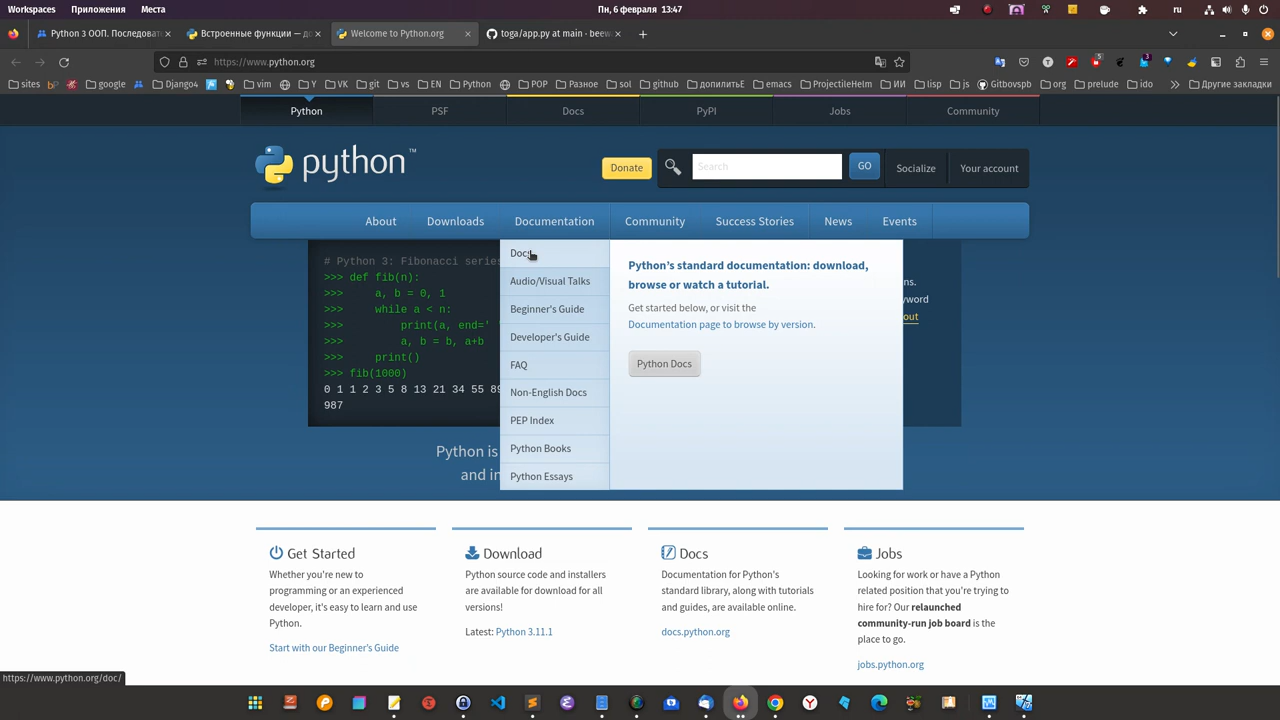 Workspaces Приложения Места Пн, 6 февраля 13:47 ru
Python 3 ООП. Последоват Встроенные функции — до Welcome to Python.org toga/app.py at main · beew
https://www.python.org
sites google Django4 vim Y VK git vs EN Python POP Разное sol github допилитьЕ emacs ProjectileHelm ИИ lisp js Gitbovspb org prelude ido Другие закладки
Python PSF Docs PyPI Jobs Community
python™
Donate Search GO Socialize Your account
About Downloads Documentation Community Success Stories News Events
# Python 3: Fibonacci series
>>> def fib(n):
>>> a, b = 0, 1
>>> while a < n:
>>> print(a, end='
>>> a, b = b, a+b
>>> print()
>>> fib(1000)
0 1 1 2 3 5 8 13 21 34 55 89
987
Docs
Audio/Visual Talks
Beginner's Guide
Developer's Guide
FAQ
Non-English Docs
PEP Index
Python Books
Python Essays
Python's standard documentation: download,
browse or watch a tutorial.
Get started below, or visit the
Documentation page to browse by version.
Python Docs
ns.
yword
out
Python is
and in
Get Started
Whether you're new to
programming or an experienced
developer, it's easy to learn and use
Python.
Start with our Beginner's Guide
Download
Python source code and installers
are available for download for all
versions!
Latest: Python 3.11.1
Docs
Documentation for Python's
standard library, along with tutorials
and guides, are available online.
docs.python.org
Jobs
Looking for work or have a Python
related position that you're trying to
hire for? Our relaunched
community-run job board is the
place to go.
jobs.python.org
https://www.python.org/doc/